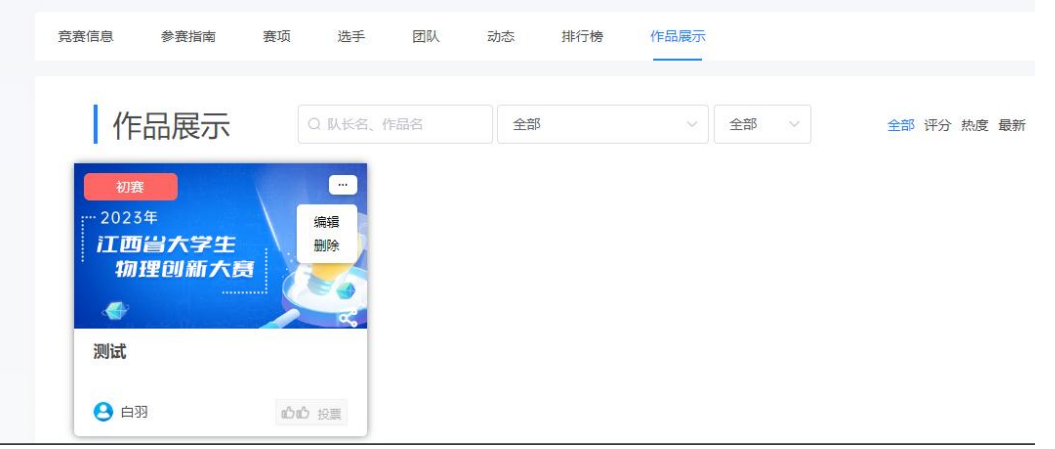 竞赛信息 参赛指南 赛项 选手 团队 动态 排行榜 作品展示
作品展示 队长名、作品名 全部 全部 全部 评分 热度 最新
初赛
2023年
江西省大学生
物理创新大赛
编辑
删除
测试
白羽 投票